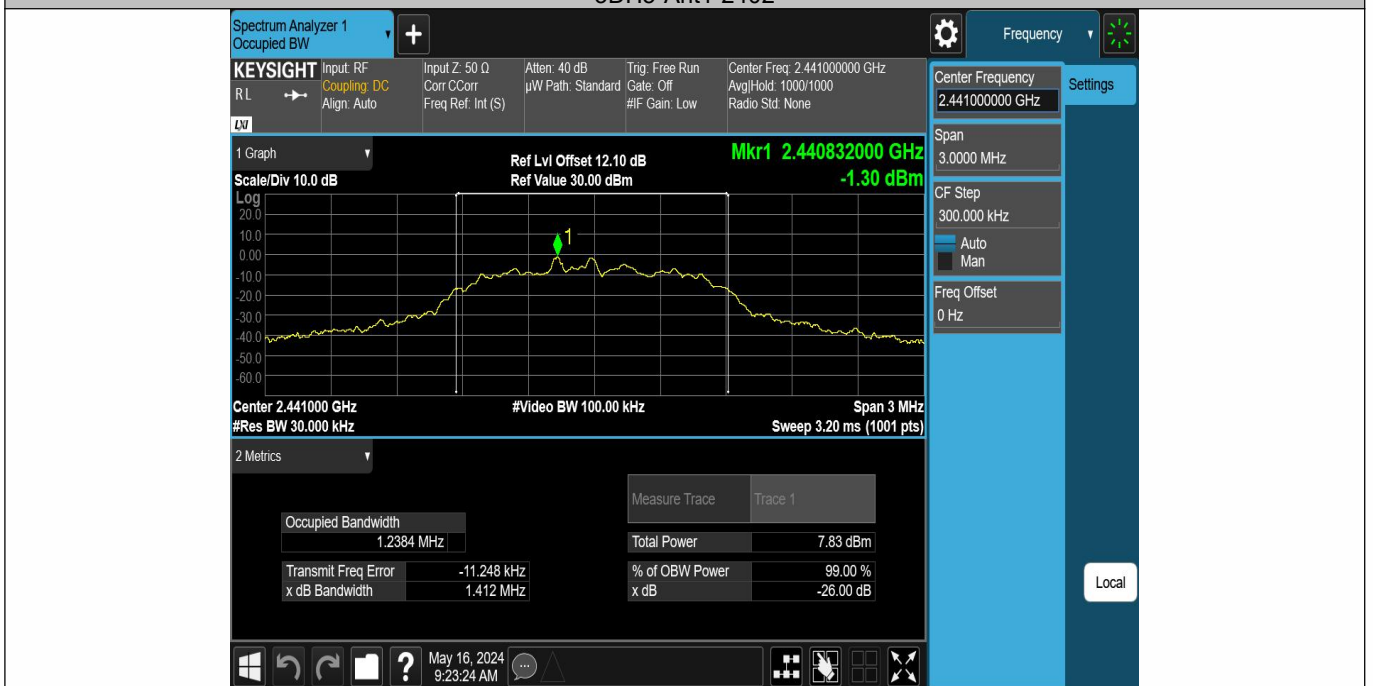 Spectrum Analyzer 1
Occupied BW
Frequency
KEYSIGHT
RL
LXI
Input: RF
Coupling: DC
Align: Auto
Input Z: 50 Ω
Corr CCorr
Freq Ref: Int (S)
Atten: 40 dB
µW Path: Standard
Trig: Free Run
Gate: Off
#IF Gain: Low
Center Freq: 2.441000000 GHz
Avg|Hold: 1000/1000
Radio Std: None
Center Frequency
2.441000000 GHz
Settings
Span
3.0000 MHz
CF Step
300.000 kHz
Auto
Man
Freq Offset
0 Hz
Local
1 Graph
Scale/Div 10.0 dB
Ref Lvl Offset 12.10 dB
Ref Value 30.00 dBm
Mkr1 2.440832000 GHz
-1.30 dBm
Log
20.0
10.0
0.00
-10.0
-20.0
-30.0
-40.0
-50.0
-60.0
1
Center 2.441000 GHz
#Res BW 30.000 kHz
#Video BW 100.00 kHz
Span 3 MHz
Sweep 3.20 ms (1001 pts)
2 Metrics
Measure Trace Trace 1
Occupied Bandwidth
1.2384 MHz
Total Power 7.83 dBm
Transmit Freq Error -11.248 kHz
% of OBW Power 99.00 %
x dB Bandwidth 1.412 MHz
x dB -26.00 dB
?
May 16, 2024
9:23:24 AM